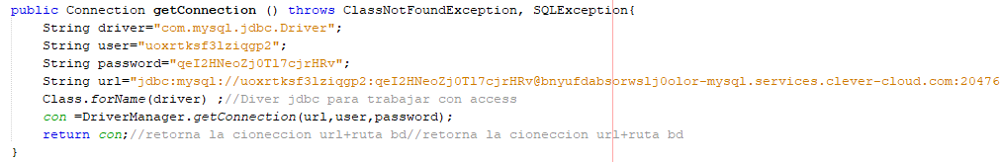 public Connection getConnection () throws ClassNotFoundException, SQLException{
String driver="com.mysql.jdbc.Driver";
String user="uoxrtksf3lziqgp2";
String password="qeI2HNeoZj0Tl7cjrHRv";
String url="jdbc:mysql://uoxrtksf3lziqgp2:qeI2HNeoZj0Tl7cjrHRv@bnyufdabsorwslj0olor-mysql.services.clever-cloud.com:20476
Class.forName(driver) ;//Diver jdbc para trabajar con access
con =DriverManager.getConnection(url,user,password);
return con;//retorna la cioneccion url+ruta bd//retorna la cioneccion url+ruta bd
}